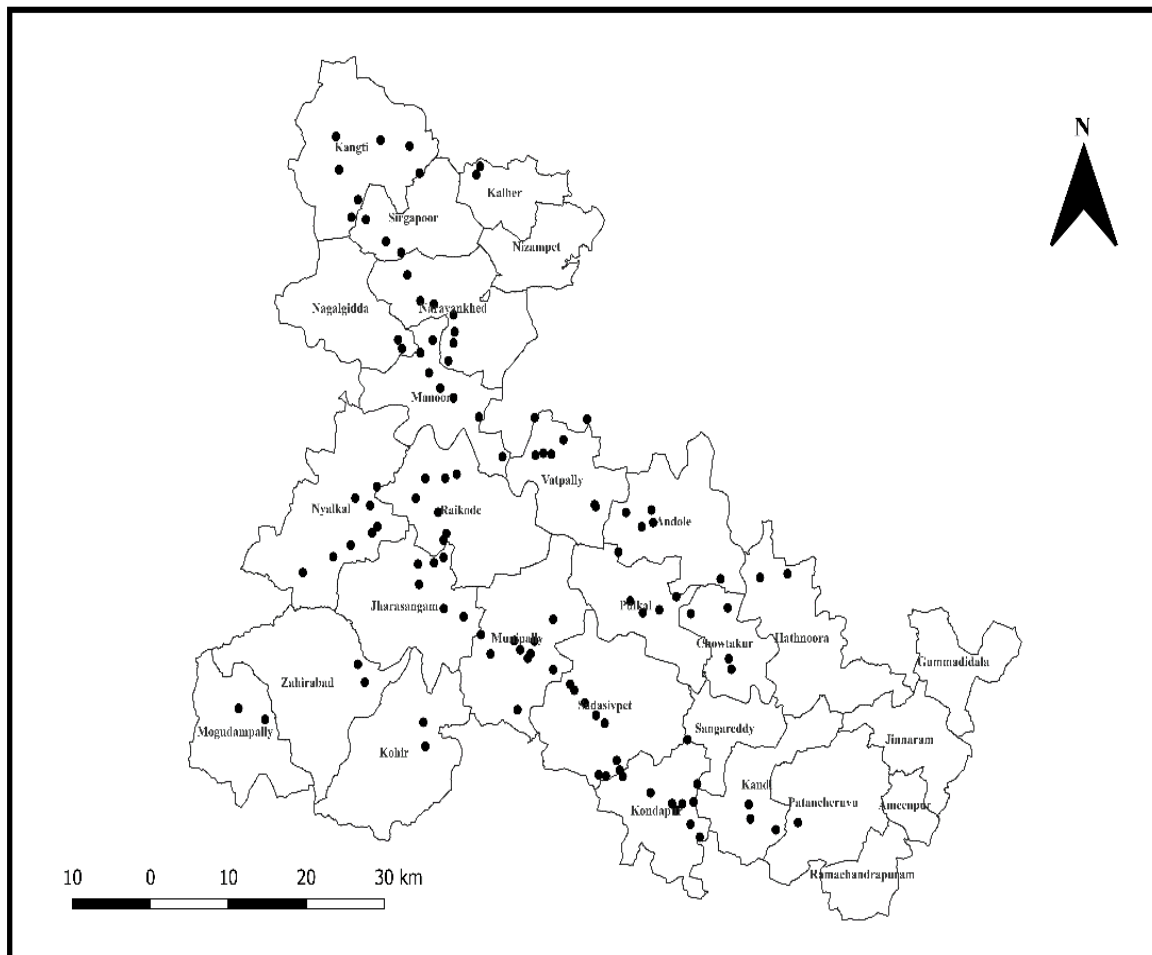 N
Kangti
Kalher
Sirgapoor
Nizampet
Nagalgidda
Narayankhed
Manoor
Vatpally
Nyalkal
Raikode
Andole
Jharasangam
Pulkal
Munipally
Chowtakur
Hathnoora
Gummadidala
Zahirabad
Sadasivpet
Mogudampally
Sangareddy
Jinnaram
Kohir
Kandi
Patancheruvu
Ameenpur
Kondapur
Ramachandrapuram
10 0 10 20 30 km